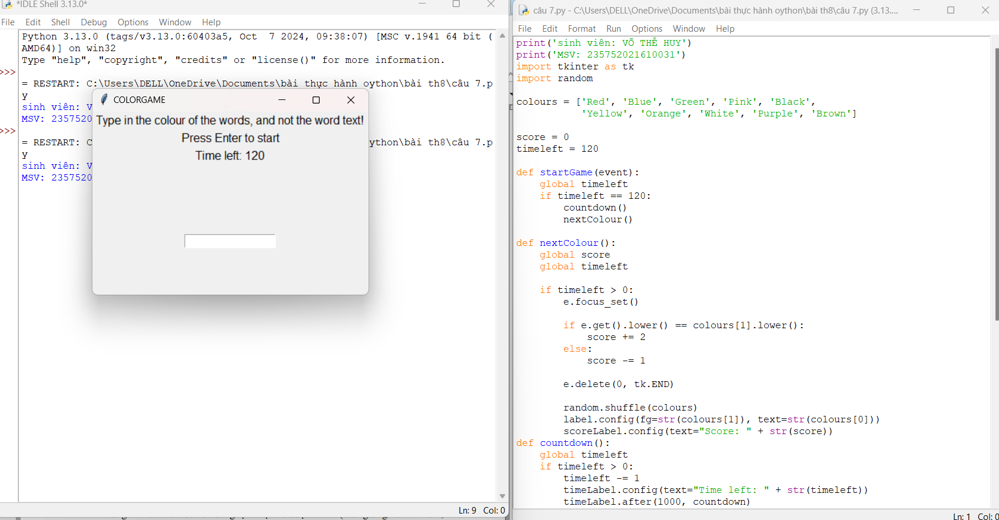 *IDLE Shell 3.13.0*
File Edit Shell Debug Options Window Help
Python 3.13.0 (tags/v3.13.0:60403a5, Oct  7 2024, 09:38:07) [MSC v.1941 64 bit (
AMD64)] on win32
Type "help", "copyright", "credits" or "license()" for more information.
>>>
= RESTART: C:\Users\DELL\OneDrive\Documents\bài thực hành oython\bài th8\câu 7.p
y
sinh viên: V
MSV: 2357520
>>>
= RESTART: C
ython\bài th8\câu 7.p
y
sinh viên: V
MSV: 2357520
Ln: 9 Col: 0
COLORGAME
Type in the colour of the words, and not the word text!
Press Enter to start
Time left: 120
câu 7.py - C:\Users\DELL\OneDrive\Documents\bài thực hành oython\bài th8\câu 7.py (3.13....
File Edit Format Run Options Window Help
print('sinh viên: VÕ THẾ HUY')
print('MSV: 235752021610031')
import tkinter as tk
import random
colours = ['Red', 'Blue', 'Green', 'Pink', 'Black',
           'Yellow', 'Orange', 'White', 'Purple', 'Brown']
score = 0
timeleft = 120
def startGame(event):
    global timeleft
    if timeleft == 120:
        countdown()
        nextColour()
def nextColour():
    global score
    global timeleft
    if timeleft > 0:
        e.focus_set()
        if e.get().lower() == colours[1].lower():
            score += 2
        else:
            score -= 1
        e.delete(0, tk.END)
        random.shuffle(colours)
        label.config(fg=str(colours[1]), text=str(colours[0]))
        scoreLabel.config(text="Score: " + str(score))
def countdown():
    global timeleft
    if timeleft > 0:
        timeleft -= 1
        timeLabel.config(text="Time left: " + str(timeleft))
        timeLabel.after(1000, countdown)
Ln: 1 Col: 0